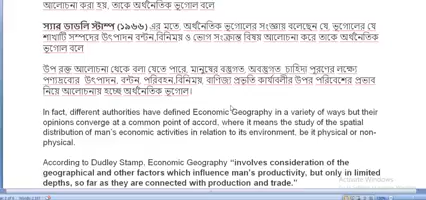 আলোচনা করা হয়, তাকে অর্থনৈতিক ভূগোল বলে
স্যার ডাডলি স্ট্যাম্প (১৯৬৬) এর মতে, অর্থনৈতিক ভূগোলের সংজ্ঞায় বলেছেন যে, ভূগোলের যে
শাখাটি সম্পদের উৎপাদন বন্টন,বিনিময় ও ভোগ সংক্রান্ত বিষয় আলোচনা করে তাকে অর্থনৈতিক
ভূগোল বলে
উপ রক্ত আলোচনা থেকে বলা যেতে পারে, মানুষের বস্তুগত, অবস্তুগত, চাহিদা পুরণের লক্ষ্যে
পণ্যদ্রব্যের উৎপাদন, বন্টন, পরিবহন,বিনিময়, বাণিজ্য প্রভৃতি কার্যাবলীর উপর পরিবেশের প্রভাব
নিয়ে আলোচনায় হচ্ছে অর্থনৈতিক ভূগোল।
In fact, different authorities have defined Economic Geography in a variety of ways but their
opinions converge at a common point of accord, where it means the study of the spatial
distribution of man's economic activities in relation to its environment, be it physical or non-
physical.
According to Dudley Stamp, Economic Geography "involves consideration of the
geographical and other factors which influence man's productivity, but only in limited
depths, so far as they are connected with production and trade."
Activate Windows